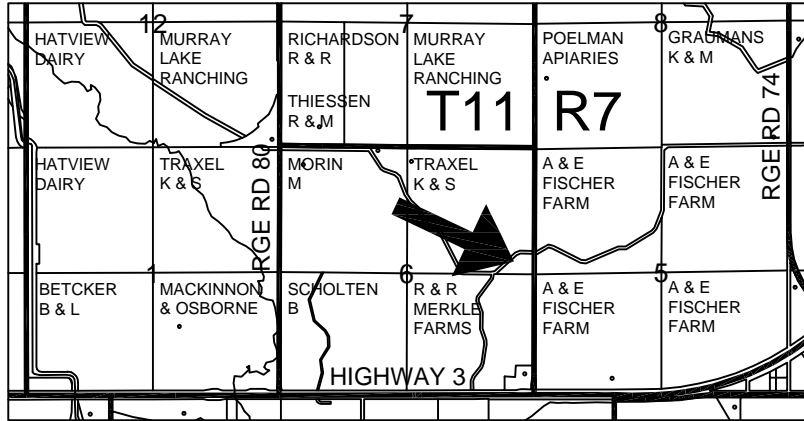 12
7
8
HATVIEW
DAIRY
MURRAY
LAKE
RANCHING
RICHARDSON
R & R
MURRAY
LAKE
RANCHING
POELMAN
APIARIES
GRAUMANS
K & M
THIESSEN
R & M
T11 R7
RGE RD 74
RGE RD 80
HATVIEW
DAIRY
TRAXEL
K & S
MORIN
M
TRAXEL
K & S
A & E
FISCHER
FARM
A & E
FISCHER
FARM
1
6
5
BETCKER
B & L
MACKINNON
& OSBORNE
SCHOLTEN
B
R & R
MERKLE
FARMS
A & E
FISCHER
FARM
A & E
FISCHER
FARM
HIGHWAY 3